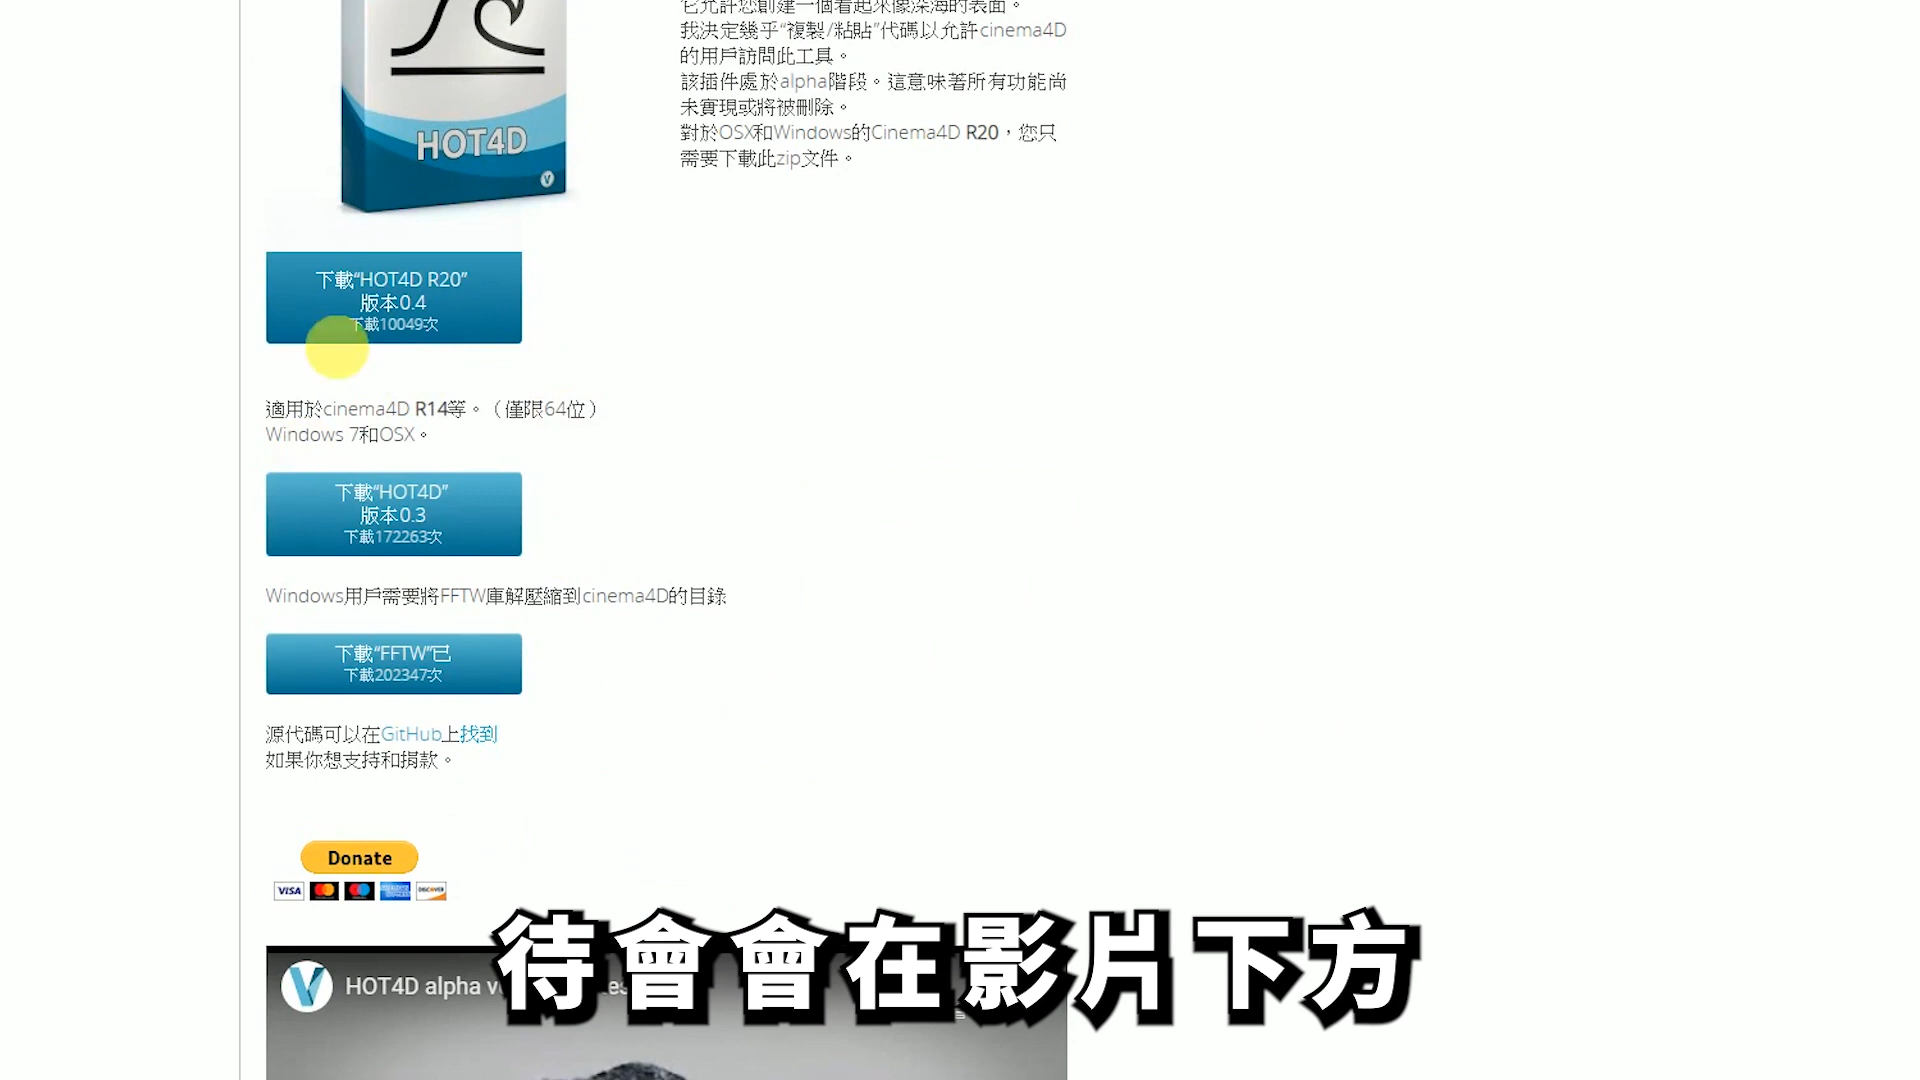 它允許您創建一個看起來像深海的表面。
我決定幾乎“複製/粘貼”代碼以允許cinema4D
的用戶訪問此工具。
該插件處於alpha階段。這意味著所有功能尚
未實現或將被刪除。
對於OSX和Windows的Cinema4D R20，您只
需要下載此zip文件。
HOT4D
V
下載“HOT4D R20”
版本0.4
下載10049次
適用於cinema4D R14等。（僅限64位）
Windows 7和OSX。
下載“HOT4D”
版本0.3
下載172263次
Windows用戶需要將FFTW庫解壓縮到cinema4D的目錄
下載“FFTW”已
下載202347次
源代碼可以在GitHub上找到
如果你想支持和捐款。
Donate
VISA
DISCOVER
待會會在影片下方
V
HOT4D alpha